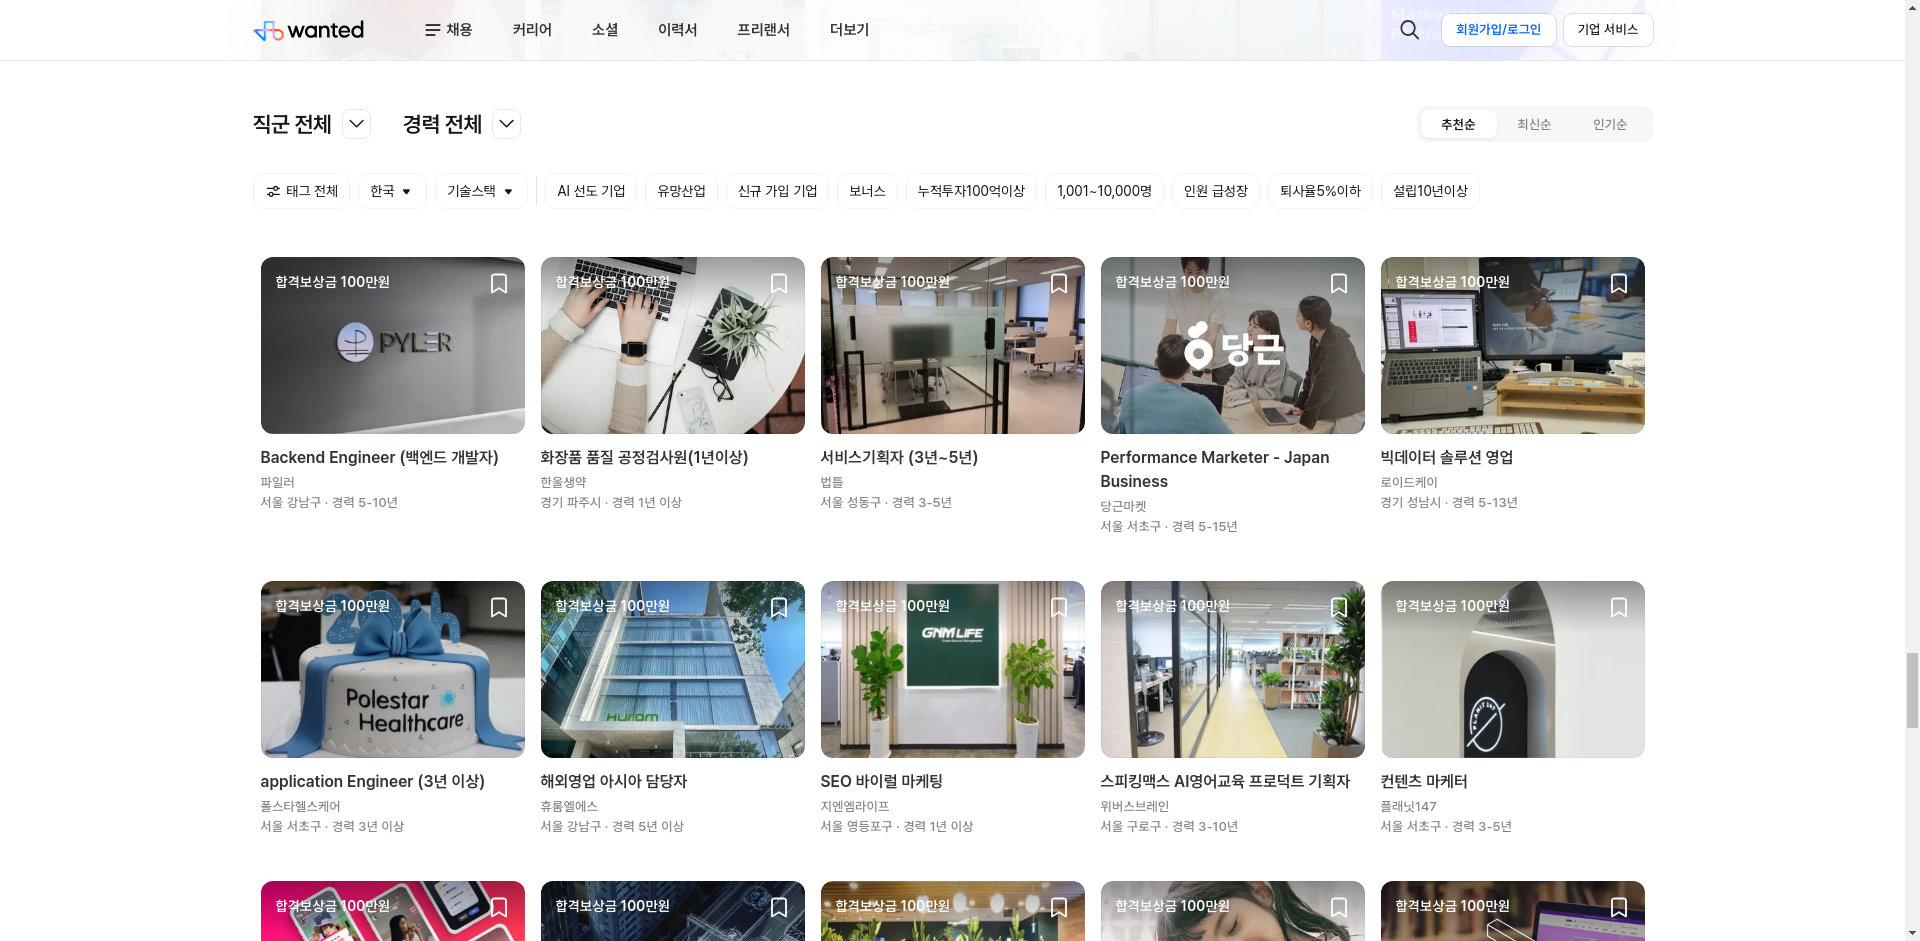 wanted
채용
커리어
소셜
이력서
프리랜서
더보기
회원가입/로그인
기업 서비스
직군 전체
경력 전체
추천순
최신순
인기순
태그 전체
한국
기술스택
AI 선도 기업
유망산업
신규 가입 기업
보너스
누적투자100억이상
1,001~10,000명
인원 급성장
퇴사율5%이하
설립10년이상
합격보상금 100만원
PYLER
Backend Engineer (백엔드 개발자)
파일러
서울 강남구 · 경력 5-10년
합격보상금 100만원
화장품 품질 공정검사원(1년이상)
한울생약
경기 파주시 · 경력 1년 이상
합격보상금 100만원
서비스기획자 (3년~5년)
법틀
서울 성동구 · 경력 3-5년
합격보상금 100만원
당근
Performance Marketer - Japan
Business
당근마켓
서울 서초구 · 경력 5-15년
합격보상금 100만원
빅데이터 솔루션 영업
로이드케이
경기 성남시 · 경력 5-13년
합격보상금 100만원
Polestar
Healthcare
application Engineer (3년 이상)
폴스타헬스케어
서울 서초구 · 경력 3년 이상
합격보상금 100만원
Hurom
해외영업 아시아 담당자
휴롬엘에스
서울 강남구 · 경력 5년 이상
합격보상금 100만원
GNMLIFE
SEO 바이럴 마케팅
지엔엠라이프
서울 영등포구 · 경력 1년 이상
합격보상금 100만원
스피킹맥스 AI영어교육 프로덕트 기획자
위버스브레인
서울 구로구 · 경력 3-10년
합격보상금 100만원
PLANIT 147
컨텐츠 마케터
플래닛147
서울 서초구 · 경력 3-5년
합격보상금 100만원
합격보상금 100만원
합격보상금 100만원
합격보상금 100만원
합격보상금 100만원